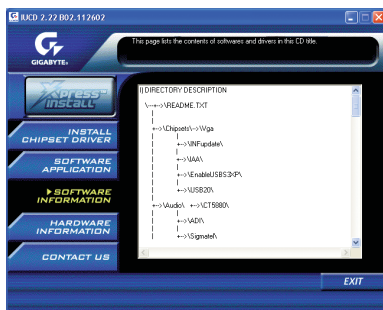 IUCD 2.22 B02.112602
This page lists the contents of softwares and drivers in this CD title.
GIGABYTE
Xpress™
INSTALL
INSTALL
CHIPSET DRIVER
SOFTWARE
APPLICATION
SOFTWARE
INFORMATION
HARDWARE
INFORMATION
CONTACT US
I) DIRECTORY DESCRIPTION
\--+-->\README.TXT
|
+-->\Chipsets\-->\Vga
| |
| +-->\INFupdate\
| |
| +-->\IAA\
| |
| +-->\EnableUSBS3XP\
| |
| +-->\USB20\
+-->\Audio\ +-->\CT5880\
| |
| +-->\ADI\
| |
| +-->\Sigmatel\
EXIT